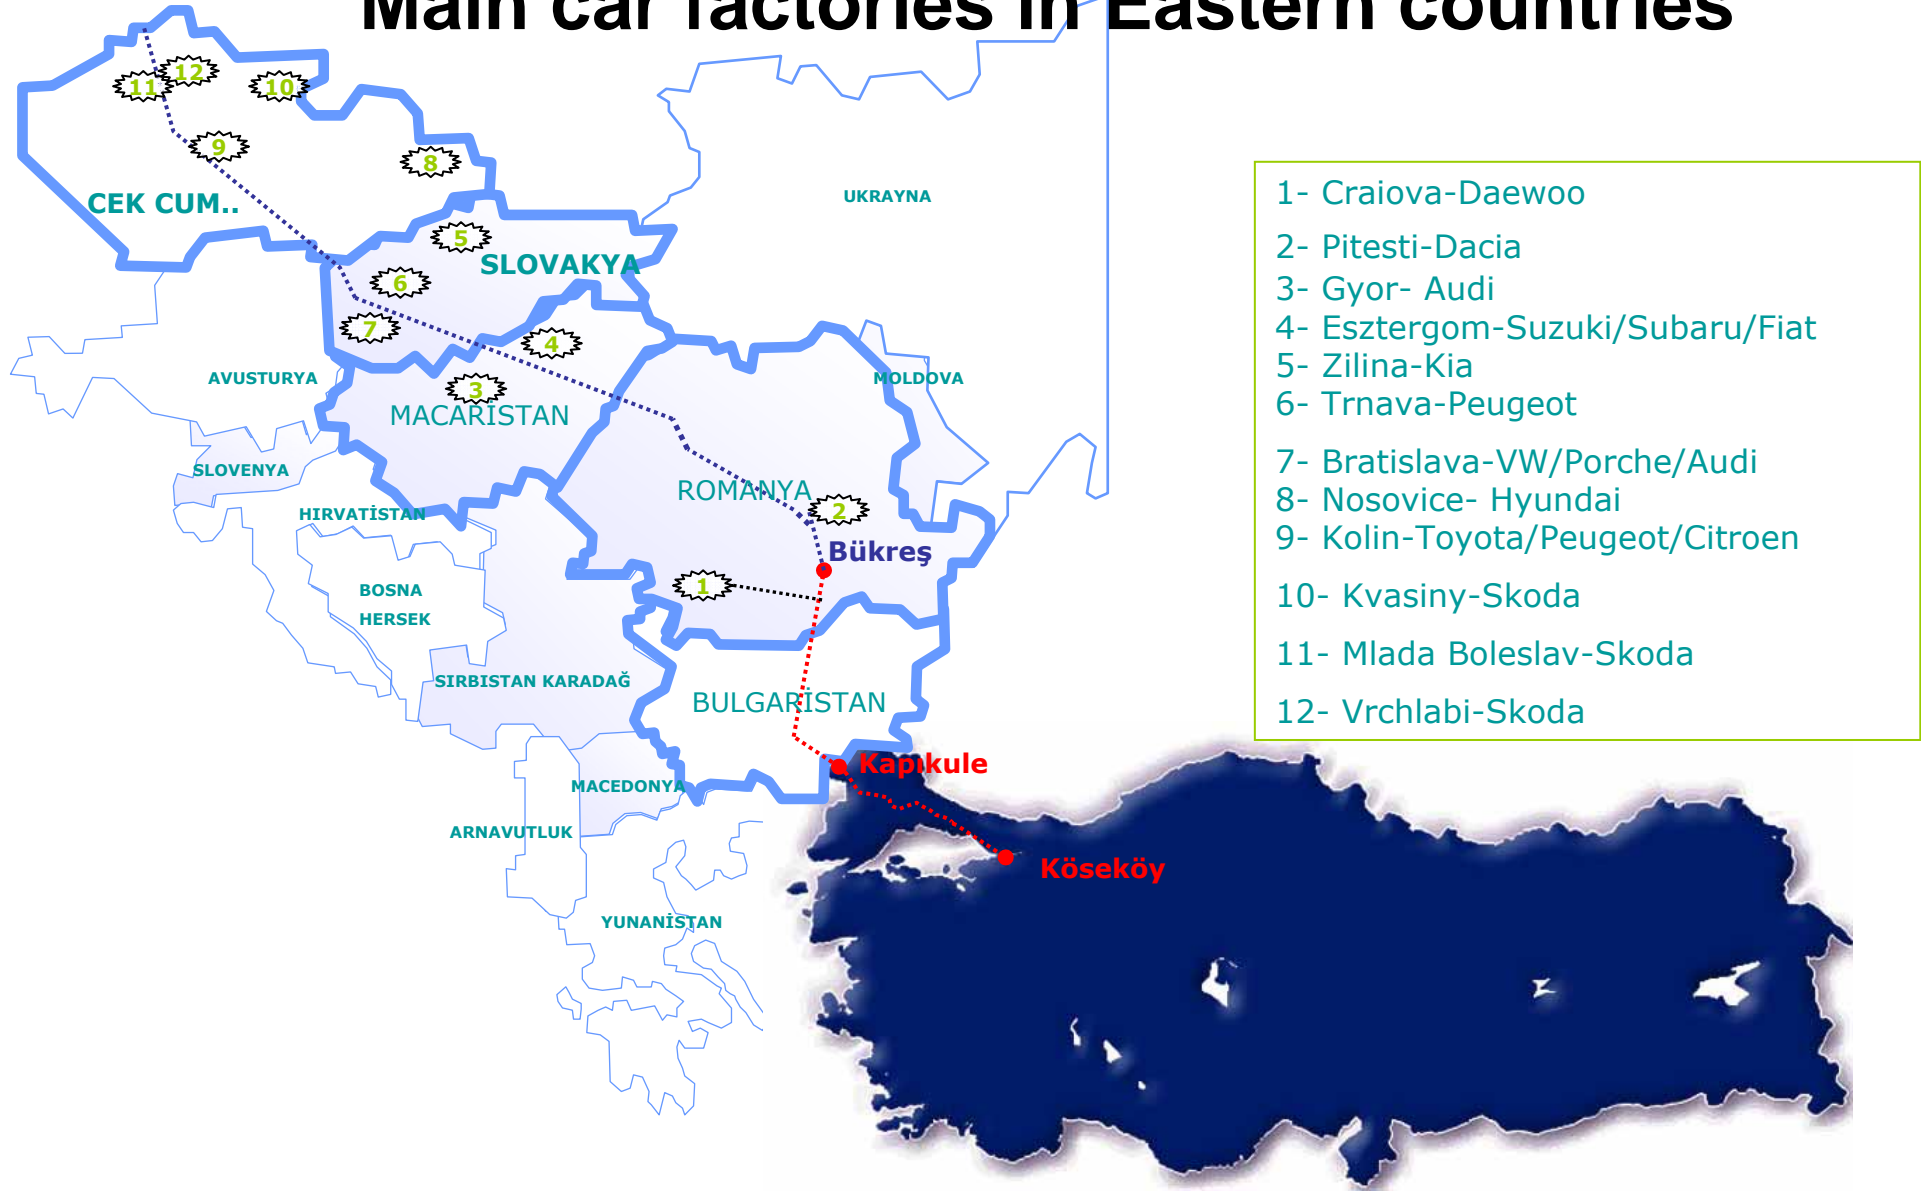 Main car factories in Eastern countries
12
11
10
9
8
CEK CUM..
UKRAYNA
5
SLOVAKYA
6
7
4
AVUSTURYA
3
MOLDOVA
MACARİSTAN
SLOVENYA
ROMANYA
2
HIRVATİSTAN
Bükreş
1
BOSNA
HERSEK
SIRBISTAN KARADAĞ
BULGARİSTAN
Kapıkule
MACEDONYA
ARNAVUTLUK
Köseköy
YUNANİSTAN
1- Craiova-Daewoo
2- Pitesti-Dacia
3- Gyor- Audi
4- Esztergom-Suzuki/Subaru/Fiat
5- Zilina-Kia
6- Trnava-Peugeot
7- Bratislava-VW/Porche/Audi
8- Nosovice- Hyundai
9- Kolin-Toyota/Peugeot/Citroen
10- Kvasiny-Skoda
11- Mlada Boleslav-Skoda
12- Vrchlabi-Skoda